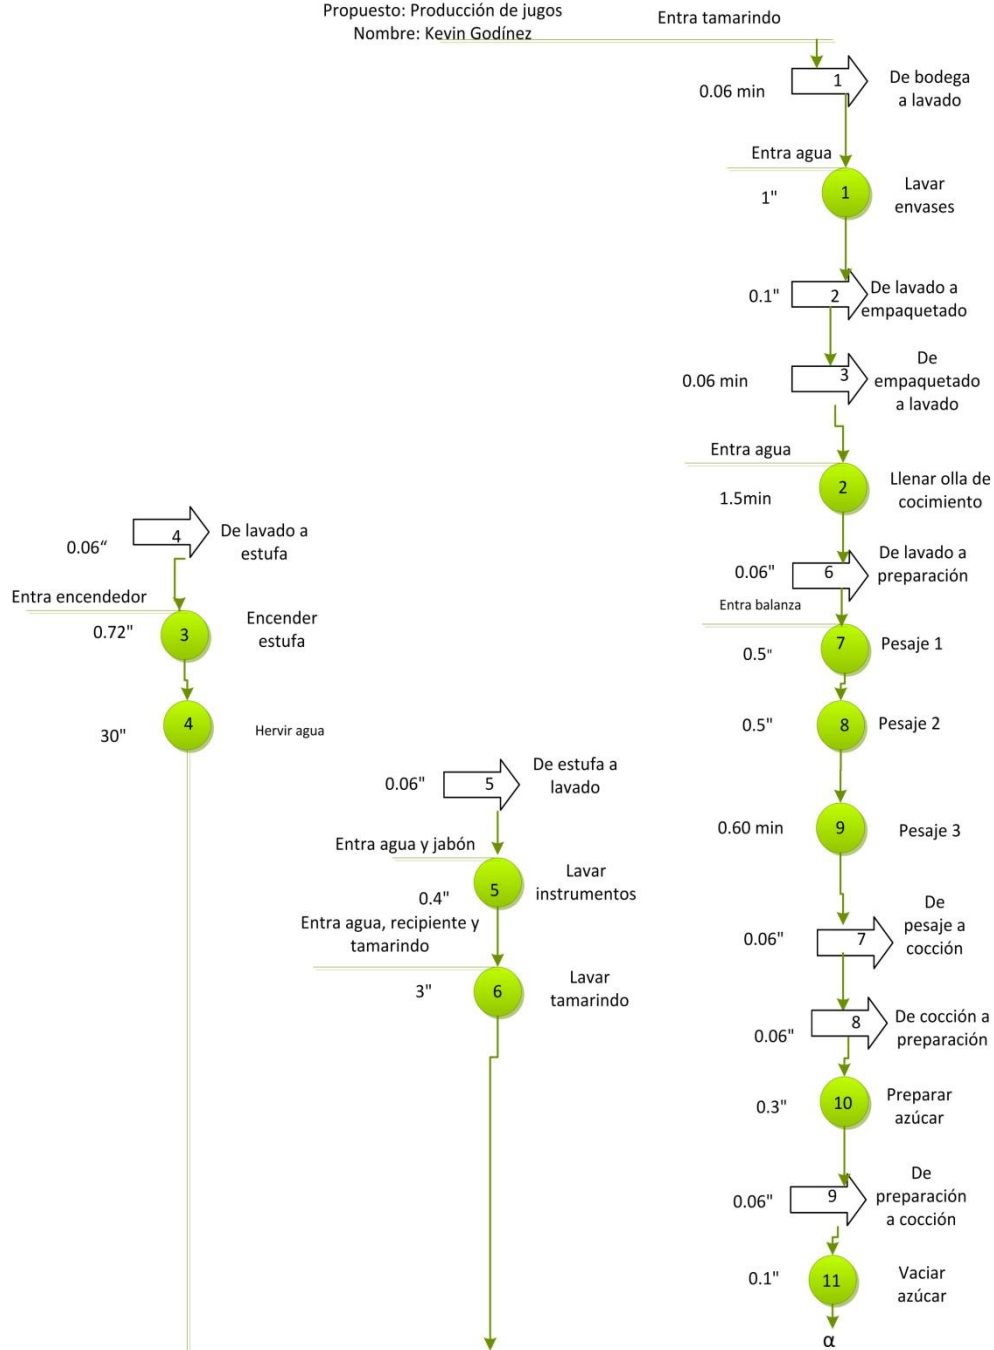 Propuesto: Producción de jugos
Nombre: Kevin Godínez
Entra tamarindo
1
0.06 min
De bodega
a lavado
Entra agua
1"
1
Lavar
envases
0.1"
2
De lavado a
empaquetado
0.06 min
3
De
empaquetado
a lavado
Entra agua
1.5min
2
Llenar olla de
cocimiento
0.06"
6
De lavado a
preparación
Entra balanza
0.5"
7
Pesaje 1
0.5"
8
Pesaje 2
0.60 min
9
Pesaje 3
0.06"
7
De
pesaje a
cocción
0.06"
8
De cocción a
preparación
0.3"
10
Preparar
azúcar
0.06"
9
De
preparación
a cocción
0.1"
11
Vaciar
azúcar
α
0.06“
4
De lavado a
estufa
Entra encendedor
0.72"
3
Encender
estufa
30"
4
Hervir agua
0.06"
5
De estufa a
lavado
Entra agua y jabón
0.4"
5
Lavar
instrumentos
Entra agua, recipiente y
tamarindo
3"
6
Lavar
tamarindo